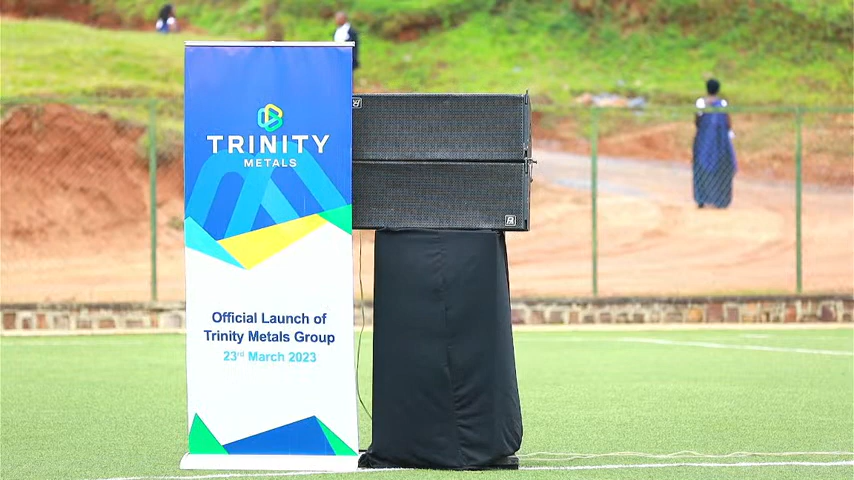 TRINITY
METALS
Official Launch of
Trinity Metals Group
23rd March 2023